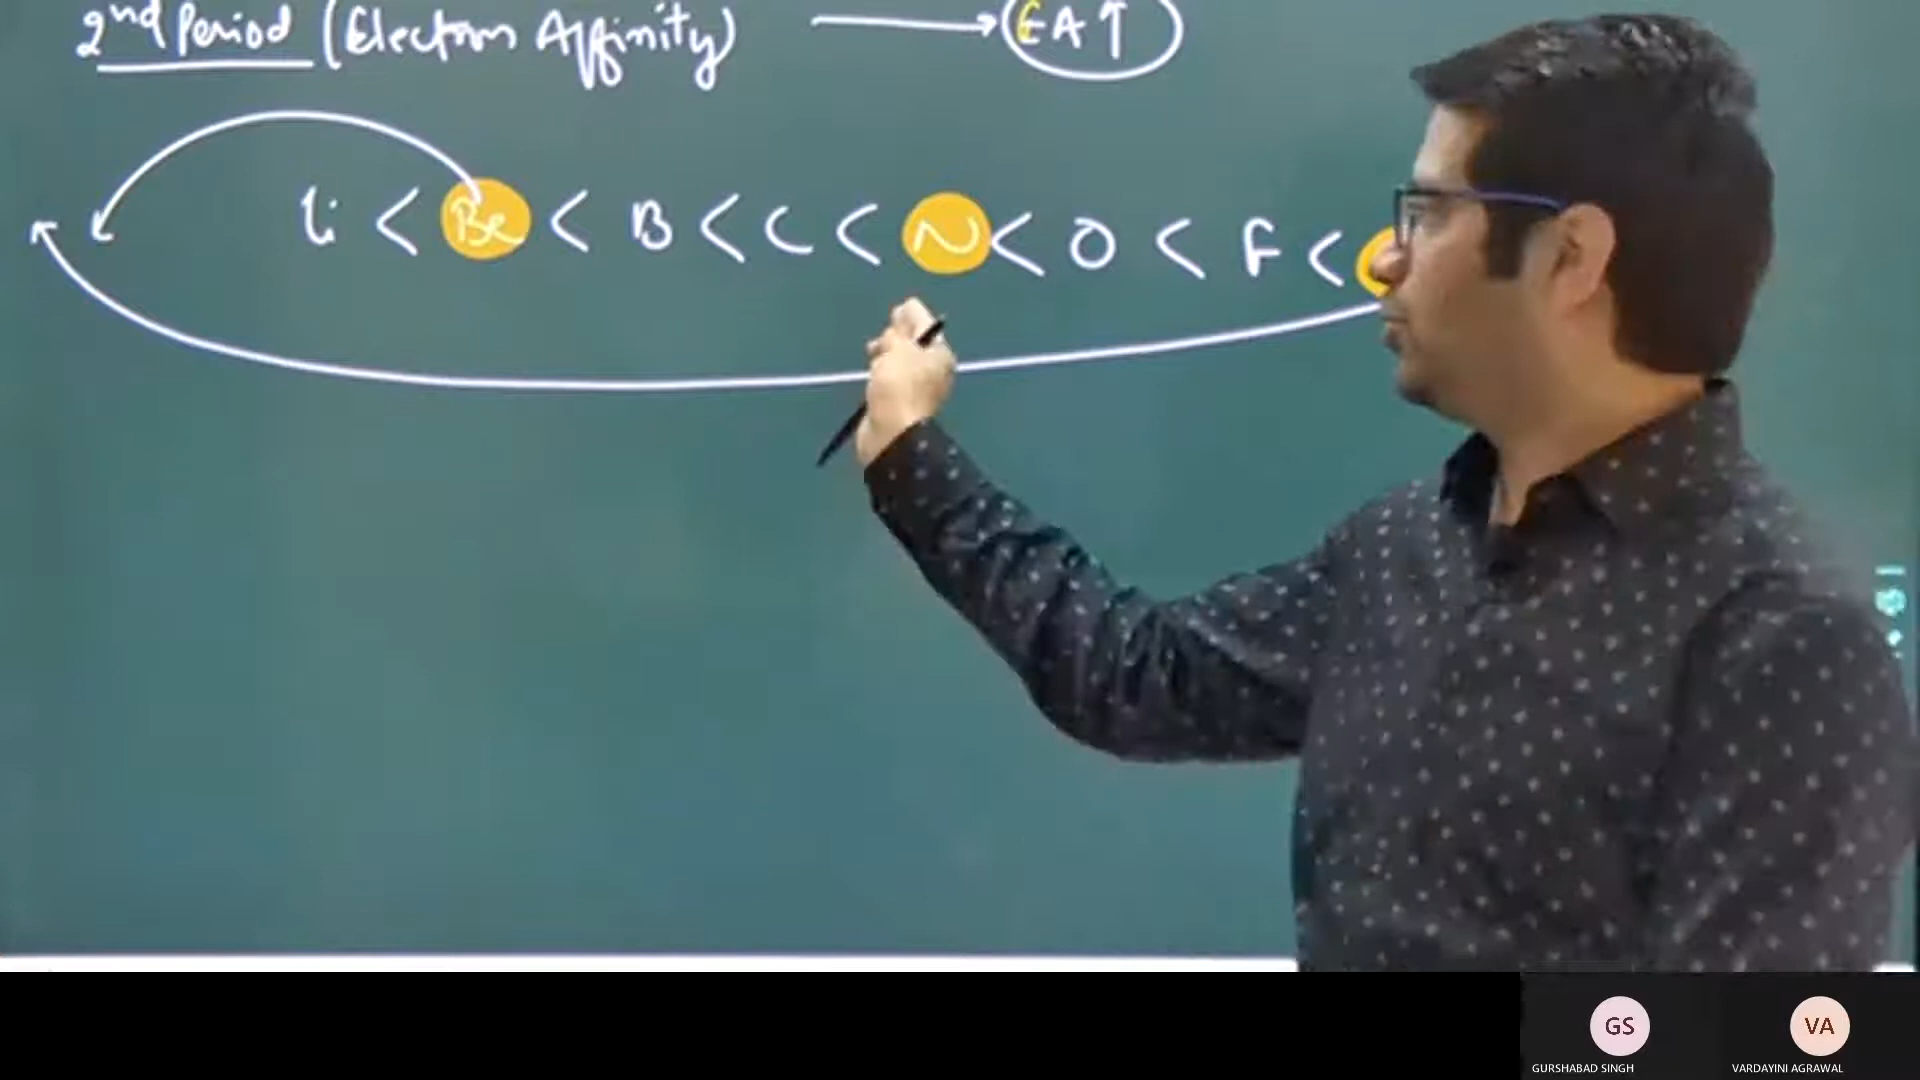 2nd Period (Electron Affinity) → EA↑
Li < Be < B < C < N < O < F <
GS
VA
GURSHABAD SINGH
VARDAYINI AGRAWAL